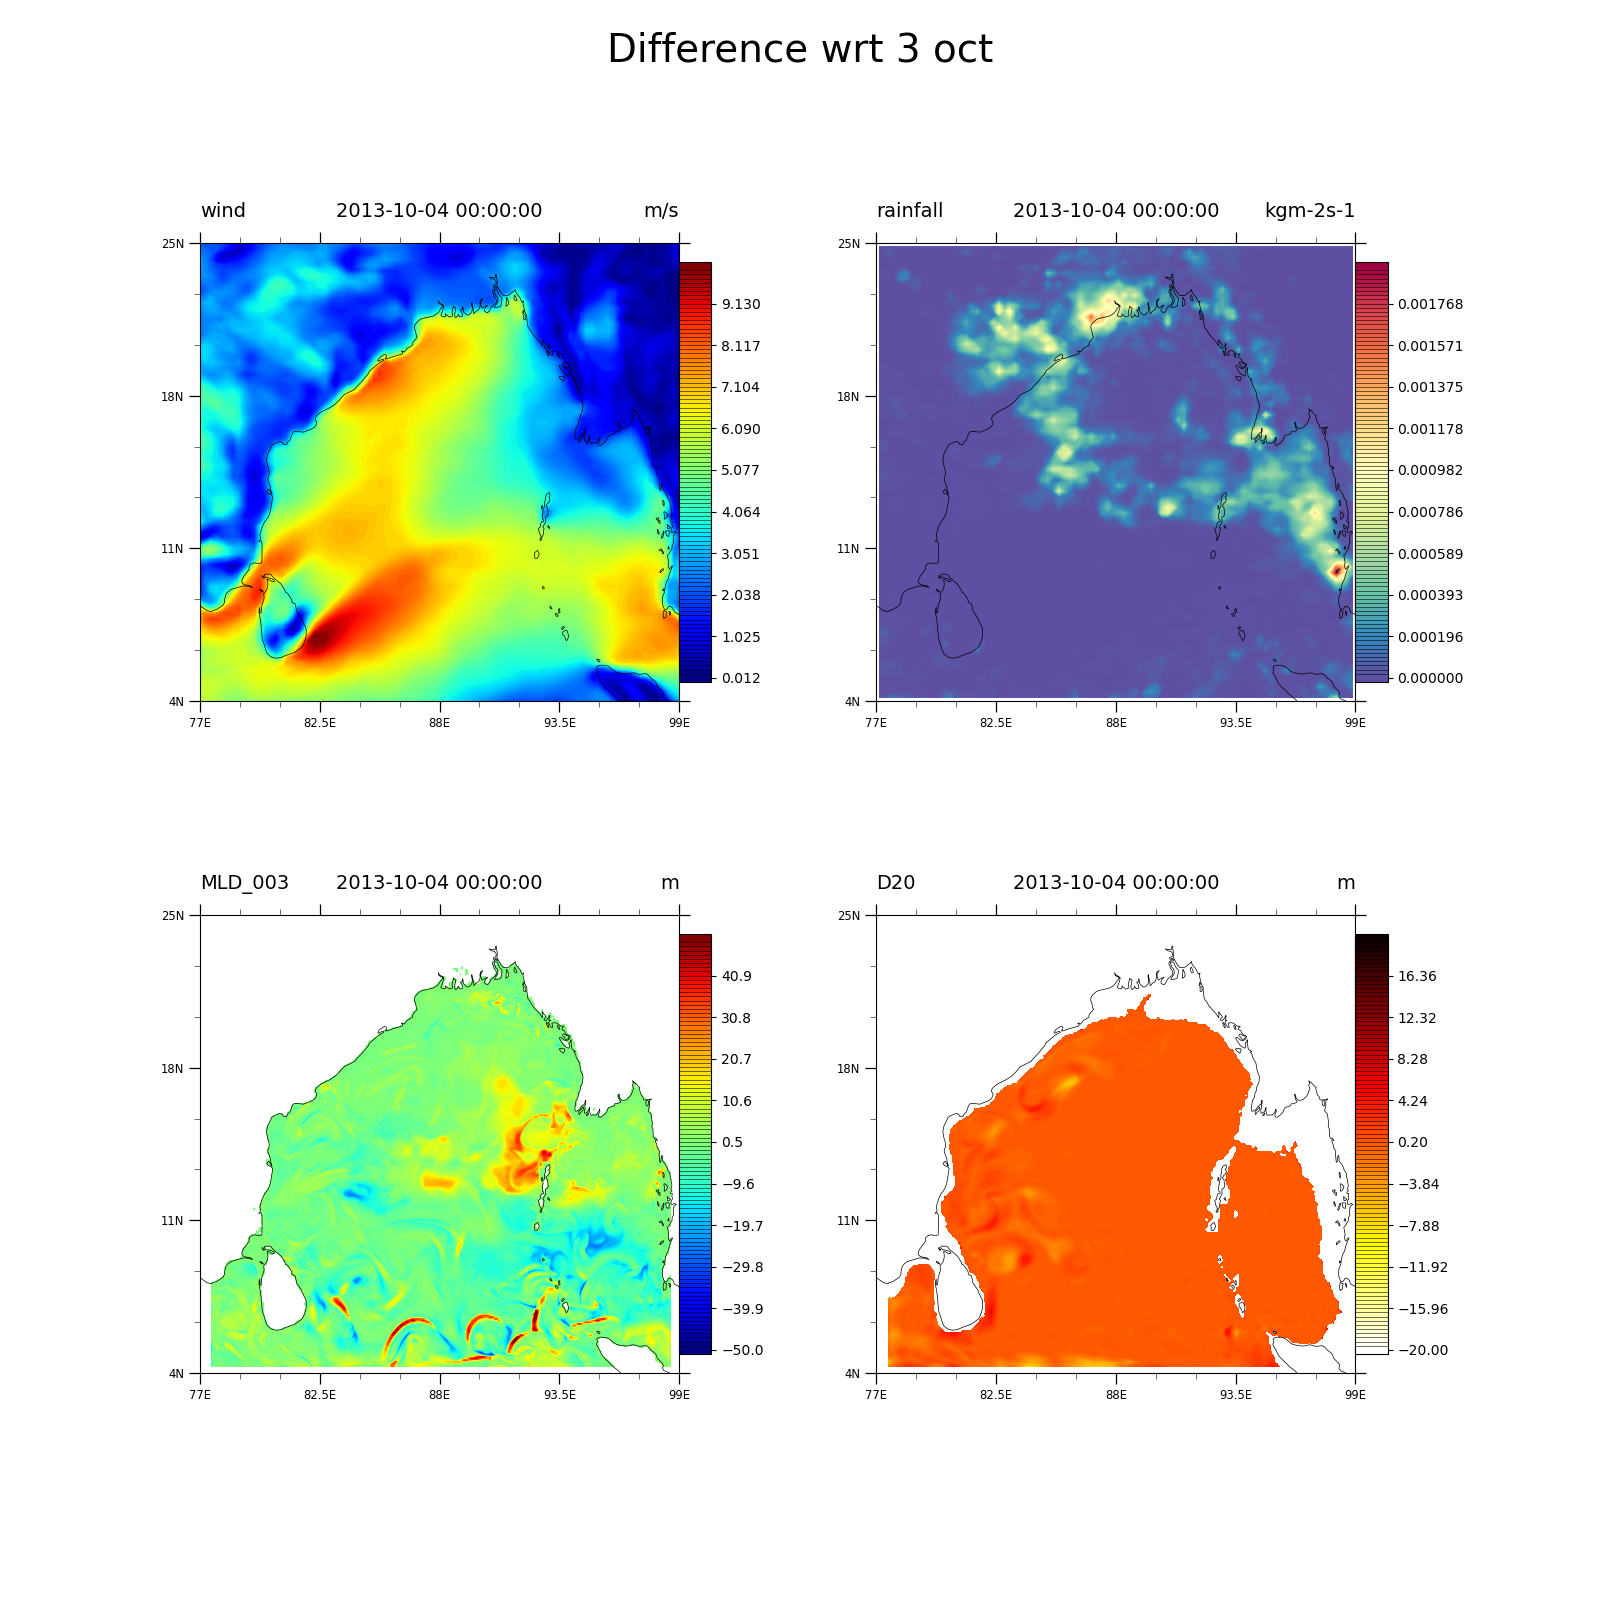 Difference wrt 3 oct
wind 2013-10-04 00:00:00 m/s
25N
18N
11N
4N
77E 82.5E 88E 93.5E 99E
9.130
8.117
7.104
6.090
5.077
4.064
3.051
2.038
1.025
0.012
rainfall 2013-10-04 00:00:00 kgm-2s-1
25N
18N
11N
4N
77E 82.5E 88E 93.5E 99E
0.001768
0.001571
0.001375
0.001178
0.000982
0.000786
0.000589
0.000393
0.000196
0.000000
MLD_003 2013-10-04 00:00:00 m
25N
18N
11N
4N
77E 82.5E 88E 93.5E 99E
40.9
30.8
20.7
10.6
0.5
−9.6
−19.7
−29.8
−39.9
−50.0
D20 2013-10-04 00:00:00 m
25N
18N
11N
4N
77E 82.5E 88E 93.5E 99E
16.36
12.32
8.28
4.24
0.20
−3.84
−7.88
−11.92
−15.96
−20.00